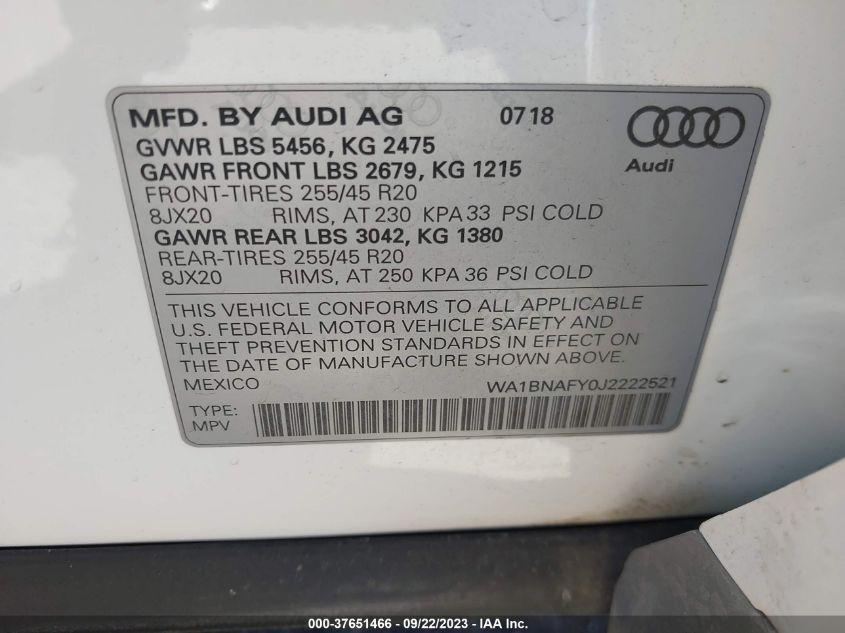 MFD. BY AUDI AG 0718
GVWR LBS 5456, KG 2475
GAWR FRONT LBS 2679, KG 1215
Audi
FRONT-TIRES 255/45 R20
8JX20 RIMS, AT 230 KPA 33 PSI COLD
GAWR REAR LBS 3042, KG 1380
REAR-TIRES 255/45 R20
8JX20 RIMS, AT 250 KPA 36 PSI COLD
THIS VEHICLE CONFORMS TO ALL APPLICABLE
U.S. FEDERAL MOTOR VEHICLE SAFETY AND
THEFT PREVENTION STANDARDS IN EFFECT ON
THE DATE OF MANUFACTURE SHOWN ABOVE.
MEXICO WA1BNAFY0J2222521
TYPE:
MPV
000-37651466 - 09/22/2023 - WWW.IAAI.COM